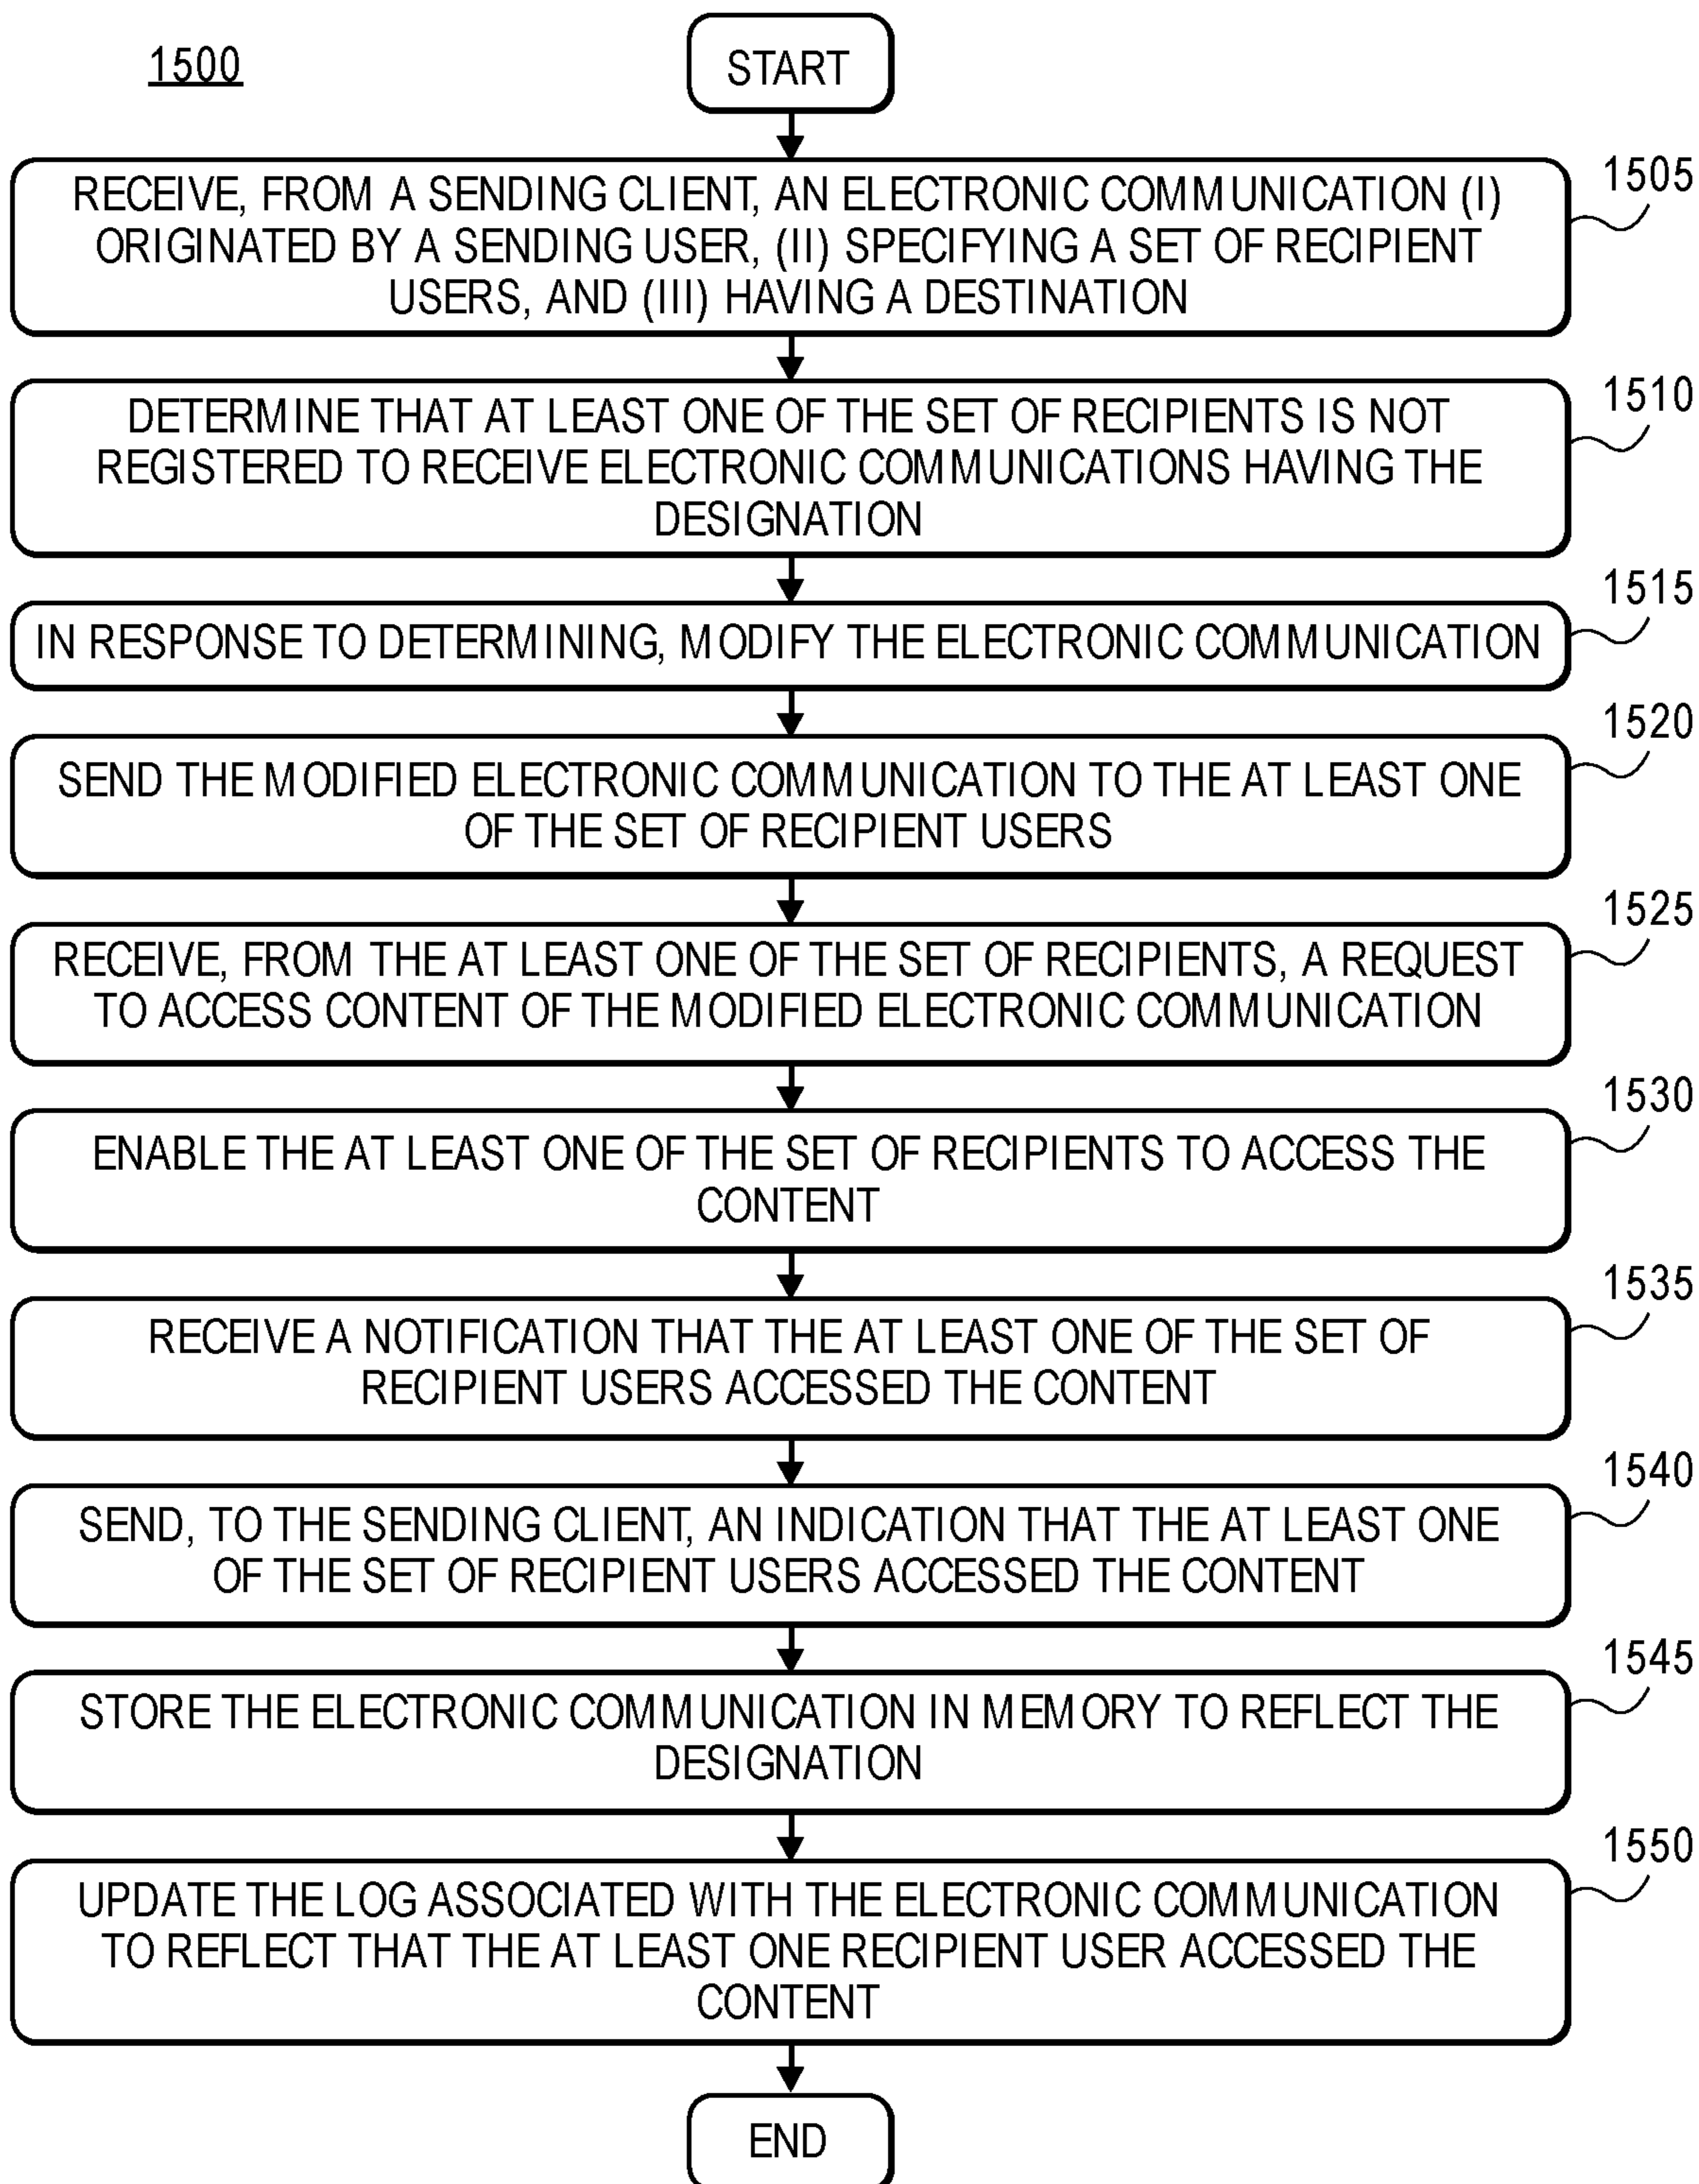 1500
START
1505
RECEIVE, FROM A SENDING CLIENT, AN ELECTRONIC COMMUNICATION (I)
ORIGINATED BY A SENDING USER, (II) SPECIFYING A SET OF RECIPIENT
USERS, AND (III) HAVING A DESTINATION
1510
DETERMINE THAT AT LEAST ONE OF THE SET OF RECIPIENTS IS NOT
REGISTERED TO RECEIVE ELECTRONIC COMMUNICATIONS HAVING THE
DESIGNATION
1515
IN RESPONSE TO DETERMINING, MODIFY THE ELECTRONIC COMMUNICATION
1520
SEND THE MODIFIED ELECTRONIC COMMUNICATION TO THE AT LEAST ONE
OF THE SET OF RECIPIENT USERS
1525
RECEIVE, FROM THE AT LEAST ONE OF THE SET OF RECIPIENTS, A REQUEST
TO ACCESS CONTENT OF THE MODIFIED ELECTRONIC COMMUNICATION
1530
ENABLE THE AT LEAST ONE OF THE SET OF RECIPIENTS TO ACCESS THE
CONTENT
1535
RECEIVE A NOTIFICATION THAT THE AT LEAST ONE OF THE SET OF
RECIPIENT USERS ACCESSED THE CONTENT
1540
SEND, TO THE SENDING CLIENT, AN INDICATION THAT THE AT LEAST ONE
OF THE SET OF RECIPIENT USERS ACCESSED THE CONTENT
1545
STORE THE ELECTRONIC COMMUNICATION IN MEMORY TO REFLECT THE
DESIGNATION
1550
UPDATE THE LOG ASSOCIATED WITH THE ELECTRONIC COMMUNICATION
TO REFLECT THAT THE AT LEAST ONE RECIPIENT USER ACCESSED THE
CONTENT
END